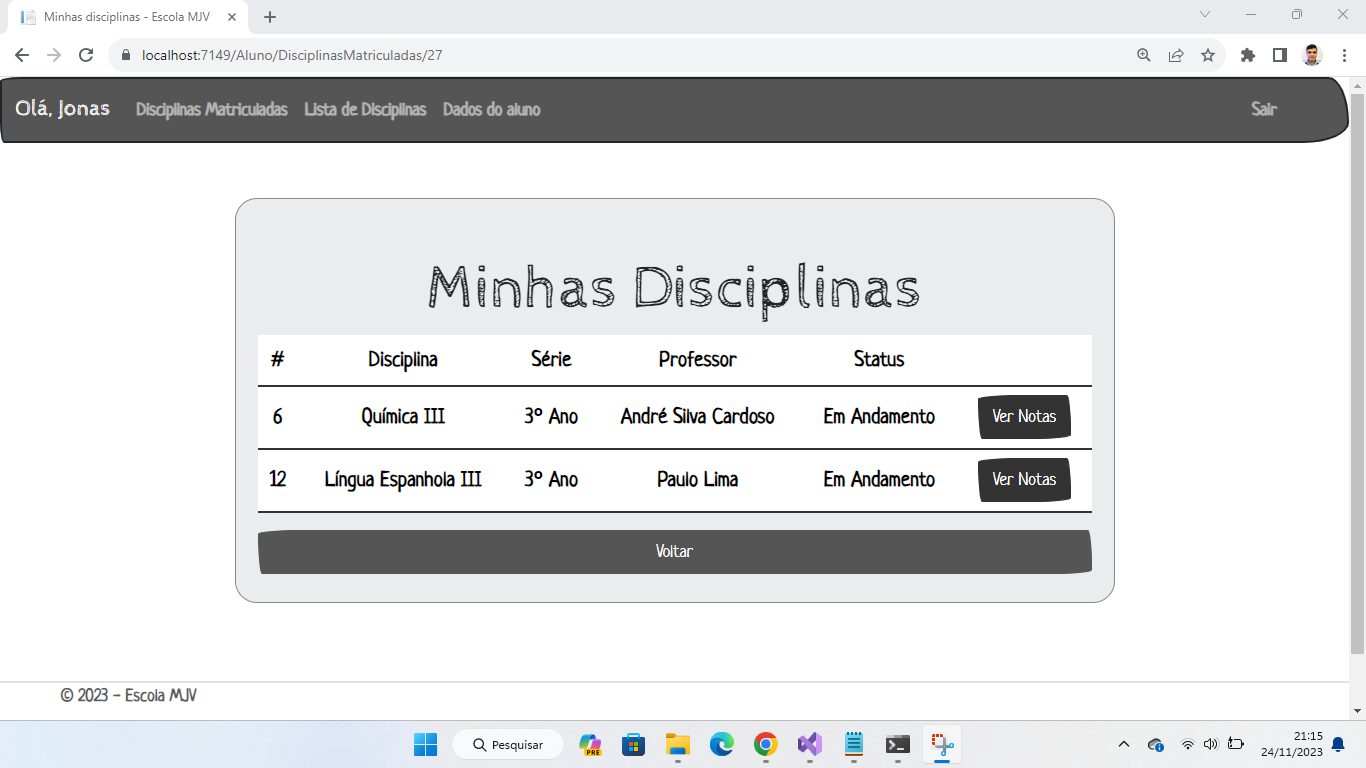 Minhas disciplinas - Escola MJV
localhost:7149/Aluno/DisciplinasMatriculadas/27
Olá, Jonas Disciplinas Matriculadas Lista de Disciplinas Dados do aluno Sair
Minhas Disciplinas
# Disciplina Série Professor Status
6 Química III 3º Ano André Silva Cardoso Em Andamento Ver Notas
12 Língua Espanhola III 3º Ano Paulo Lima Em Andamento Ver Notas
Voltar
© 2023 - Escola MJV
Pesquisar PRE 21:15
24/11/2023